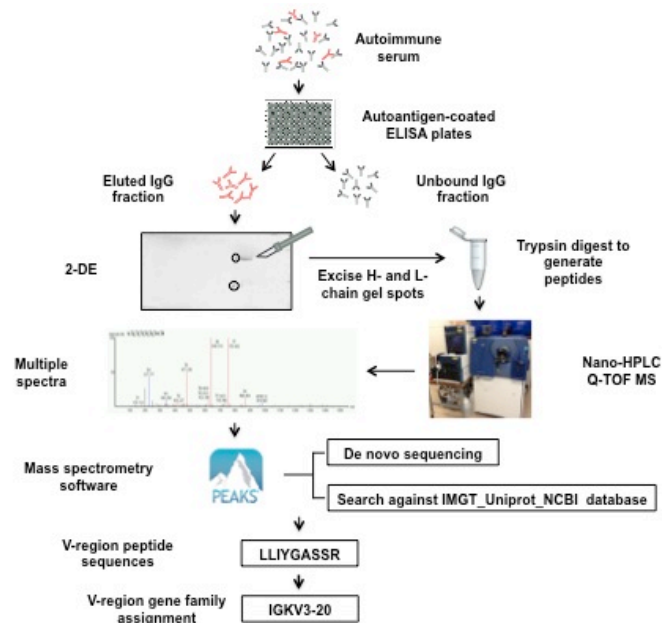 Autoimmune
serum
Autoantigen-coated
ELISA plates
Eluted IgG
fraction
Unbound IgG
fraction
2-DE
Excise H- and L-
chain gel spots
Trypsin digest to
generate
peptides
Multiple
spectra
Nano-HPLC
Q-TOF MS
Mass spectrometry
software
PEAKS
De novo sequencing
Search against IMGT_Uniprot_NCBI database
V-region peptide
sequences
LLIYGASSR
V-region gene family
assignment
IGKV3-20